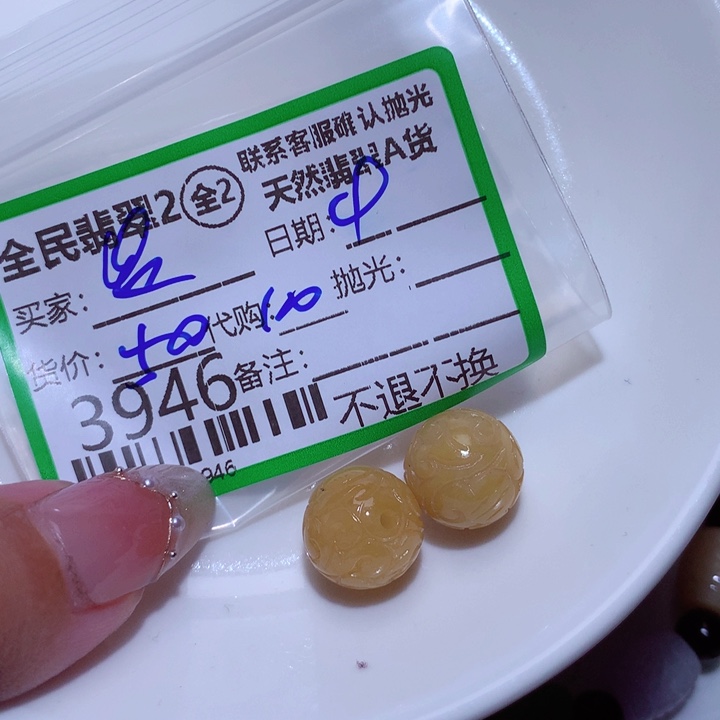 联系客服确认抛光
全民翡翠2 全2 天然翡翠A货
买家: 日期:
货价: 代购: 抛光:
3946 备注:
不退不换
946